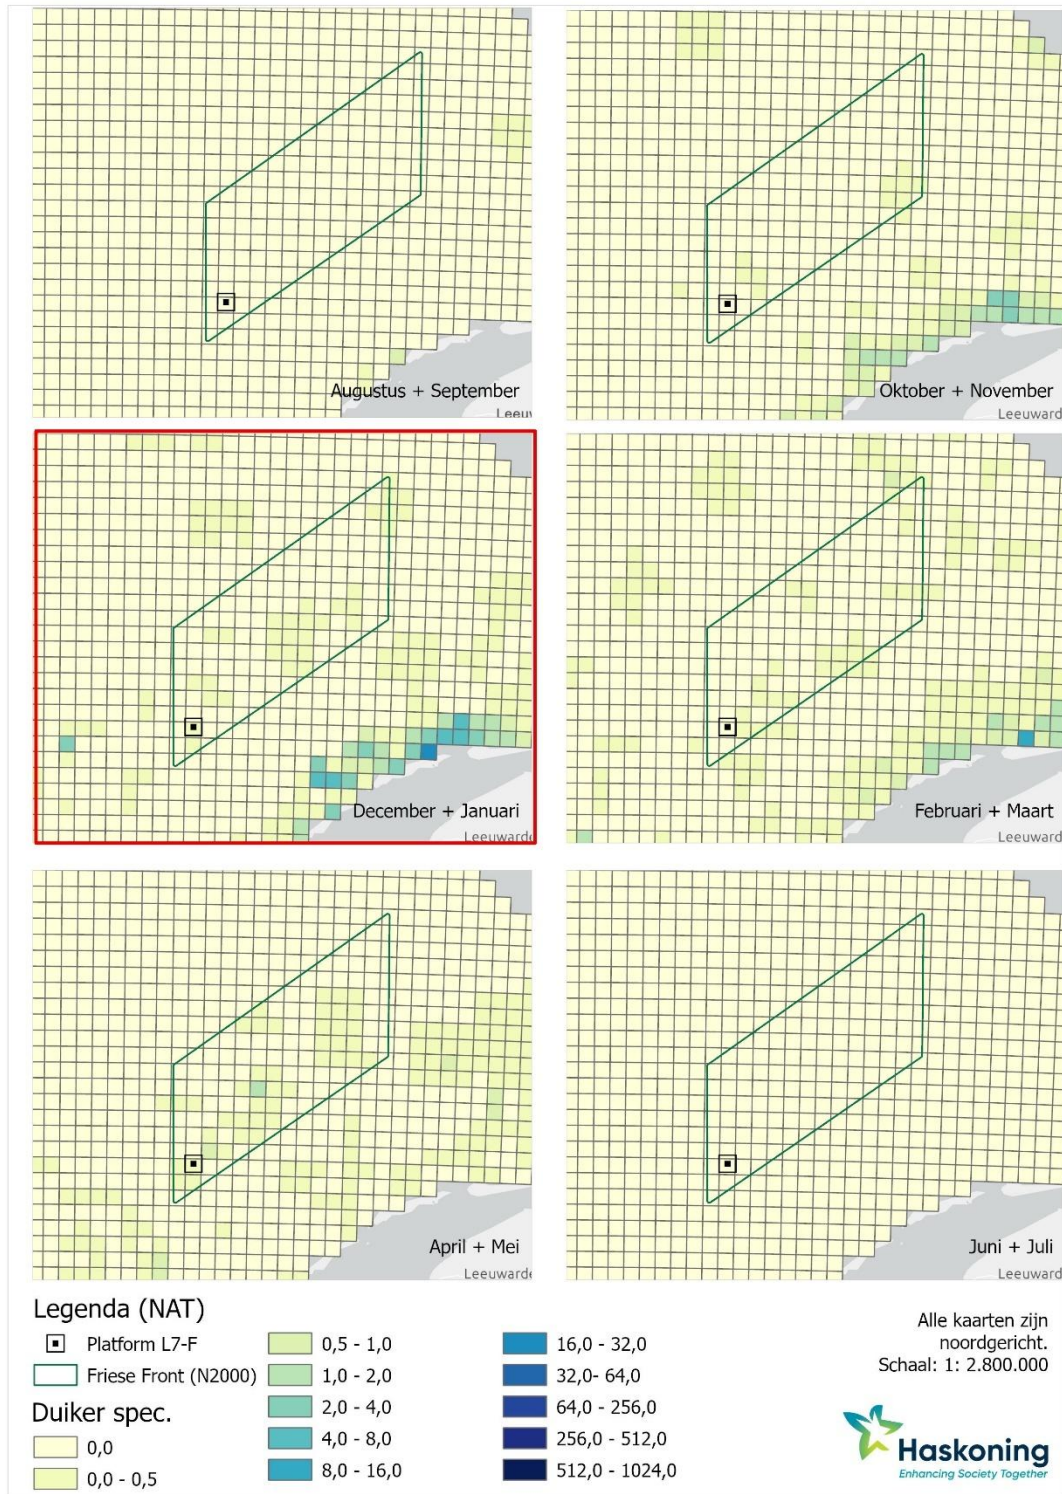 Augustus + September
Leeuw
Oktober + November
Leeuward
December + Januari
Leeuwarde
Februari + Maart
Leeuward
April + Mei
Leeuwarde
Juni + Juli
Leeuward
Legenda (NAT)
Platform L7-F
Friese Front (N2000)
Duiker spec.
0,0
0,0 - 0,5
0,5 - 1,0
1,0 - 2,0
2,0 - 4,0
4,0 - 8,0
8,0 - 16,0
16,0 - 32,0
32,0- 64,0
64,0 - 256,0
256,0 - 512,0
512,0 - 1024,0
Alle kaarten zijn
noordgericht.
Schaal: 1: 2.800.000
Haskoning
Enhancing Society Together